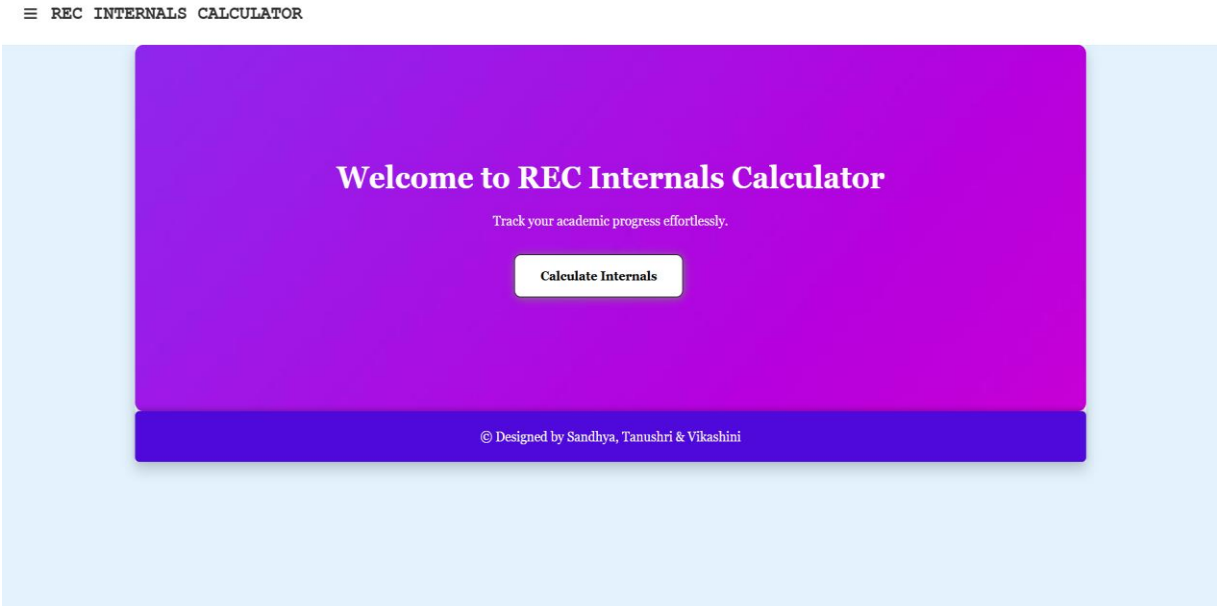 REC INTERNALS CALCULATOR
Welcome to REC Internals Calculator
Track your academic progress effortlessly.
Calculate Internals
© Designed by Sandhya, Tanushri & Vikashini